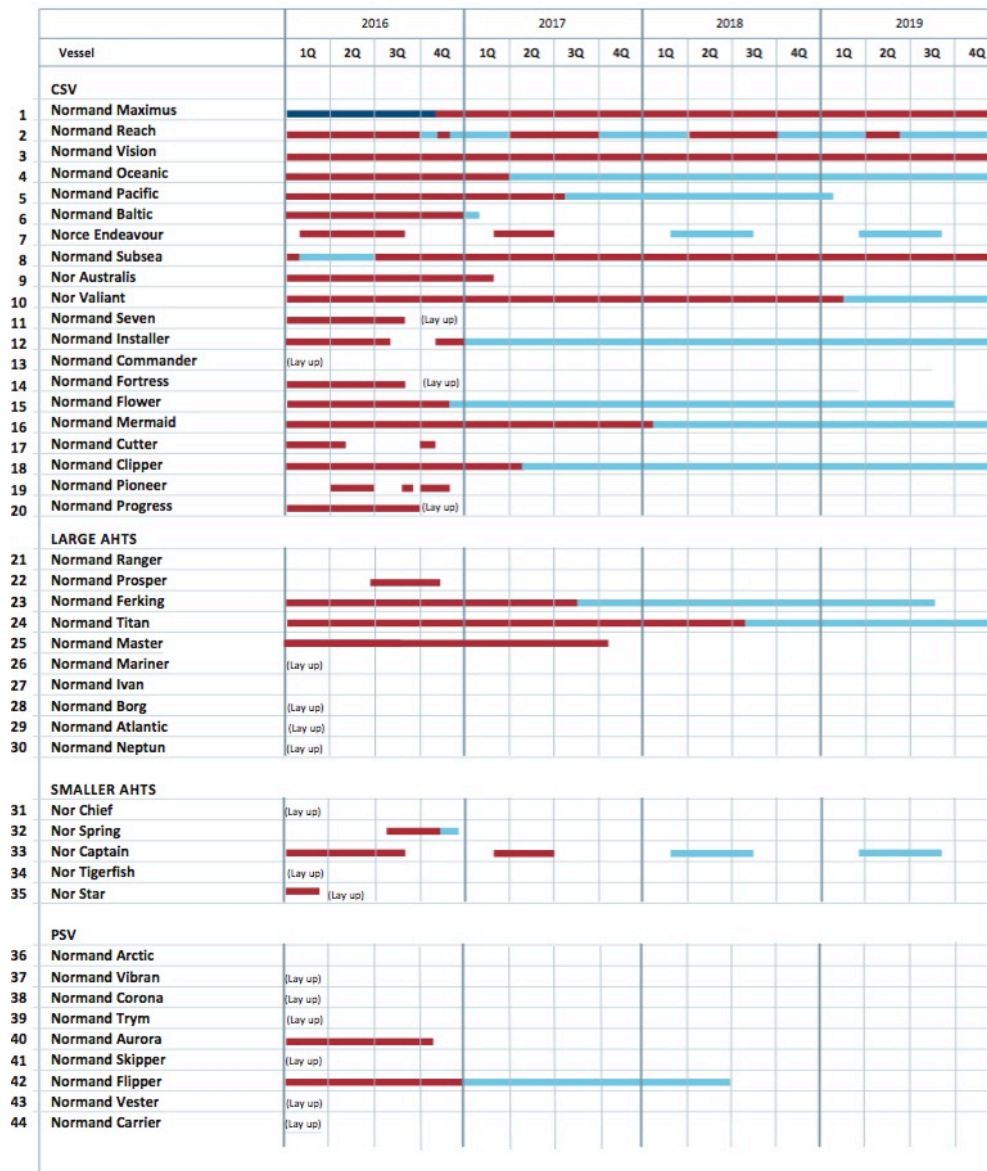 2016 2017 2018 2019
Vessel 1Q 2Q 3Q 4Q 1Q 2Q 3Q 4Q 1Q 2Q 3Q 4Q 1Q 2Q 3Q 4Q
CSV
1 Normand Maximus
2 Normand Reach
3 Normand Vision
4 Normand Oceanic
5 Normand Pacific
6 Normand Baltic
7 Norce Endeavour
8 Normand Subsea
9 Nor Australis
10 Nor Valiant
11 Normand Seven (Lay up)
12 Normand Installer
13 Normand Commander (Lay up)
14 Normand Fortress (Lay up)
15 Normand Flower
16 Normand Mermaid
17 Normand Cutter
18 Normand Clipper
19 Normand Pioneer
20 Normand Progress (Lay up)
LARGE AHTS
21 Normand Ranger
22 Normand Prosper
23 Normand Ferking
24 Normand Titan
25 Normand Master
26 Normand Mariner (Lay up)
27 Normand Ivan
28 Normand Borg (Lay up)
29 Normand Atlantic (Lay up)
30 Normand Neptun (Lay up)
SMALLER AHTS
31 Nor Chief (Lay up)
32 Nor Spring
33 Nor Captain
34 Nor Tigerfish (Lay up)
35 Nor Star (Lay up)
PSV
36 Normand Arctic
37 Normand Vibran (Lay up)
38 Normand Corona (Lay up)
39 Normand Trym (Lay up)
40 Normand Aurora
41 Normand Skipper (Lay up)
42 Normand Flipper
43 Normand Vester (Lay up)
44 Normand Carrier (Lay up)